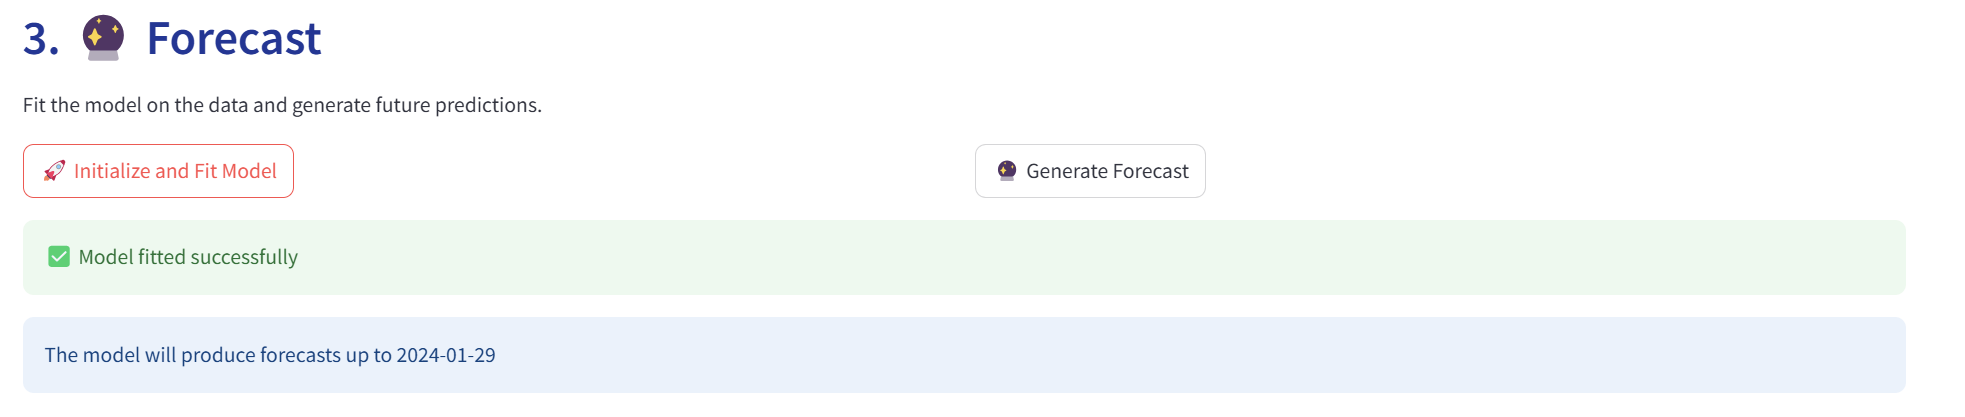 3. 🔮 Forecast
Fit the model on the data and generate future predictions.
🚀 Initialize and Fit Model
🔮 Generate Forecast
✅ Model fitted successfully
The model will produce forecasts up to 2024-01-29